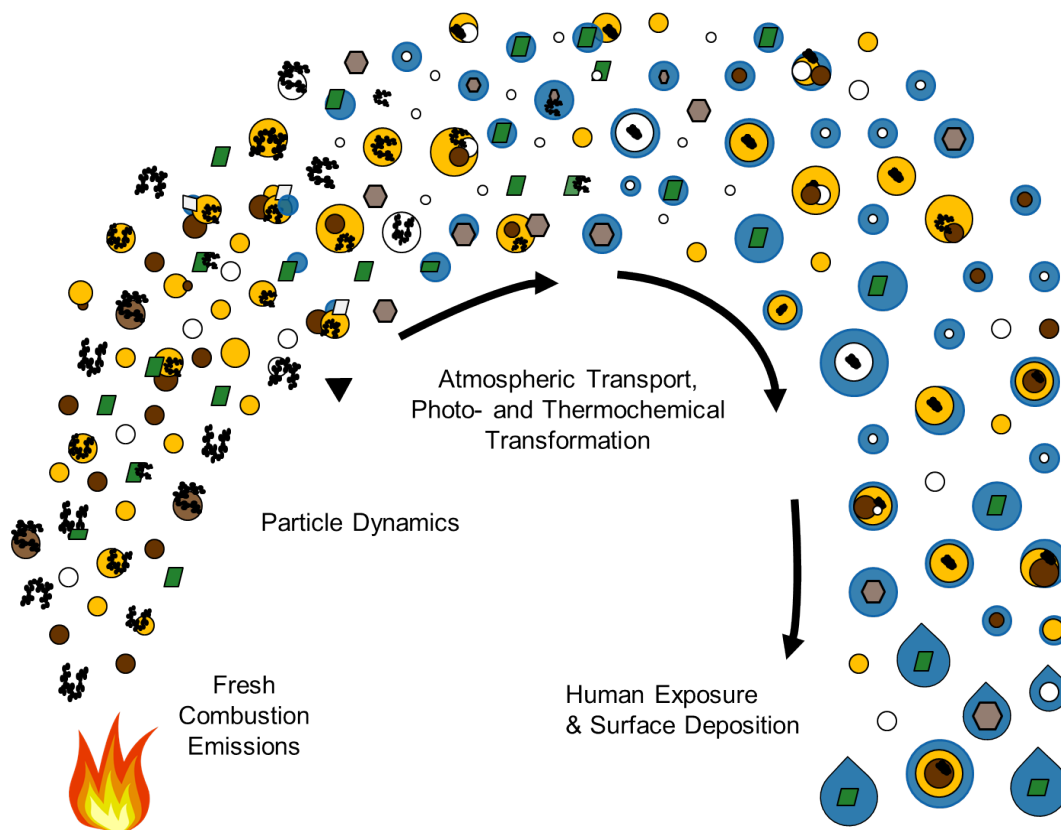 Atmospheric Transport,
Photo- and Thermochemical
Transformation
Particle Dynamics
Fresh
Combustion
Emissions
Human Exposure
& Surface Deposition